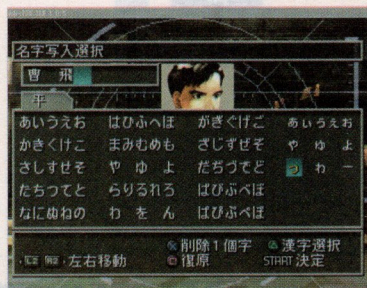 名字写入選択
曹 飛
平
あいうえお はひふへほ がぎぐげご ぁぃぅぇぉ
かきくけこ まみむめも ざじずぜぞ ゃ ゅ ょ
さしすせそ や ゆ よ だぢづでど っ ゎ ー
たちつてと らりるれろ ばびぶべぼ
なにぬねの わ を ん ぱぴぷぺぽ
削除1個字 漢字選択
左右移動 復原 START 決定